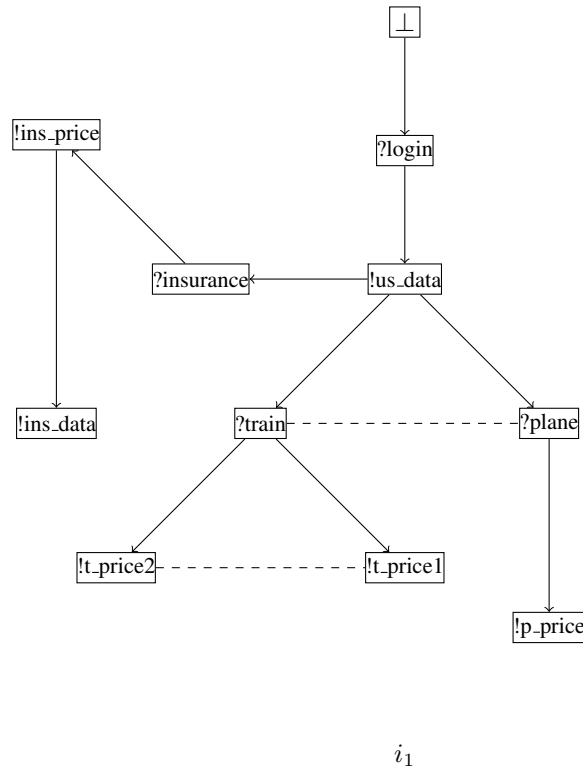 ⊥
!ins_price
?login
?insurance
!us_data
!ins_data
?train
?plane
!t_price2
!t_price1
!p_price
i₁